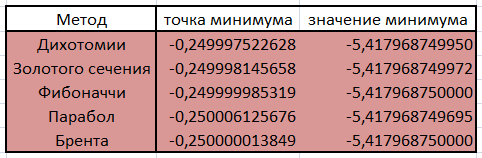 Метод точка минимума значение минимума
Дихотомии -0,249997522628 -5,417968749950
Золотого сечения -0,249998145658 -5,417968749972
Фибоначчи -0,249999985319 -5,417968750000
Парабол -0,250006125676 -5,417968749695
Брента -0,250000013849 -5,417968750000